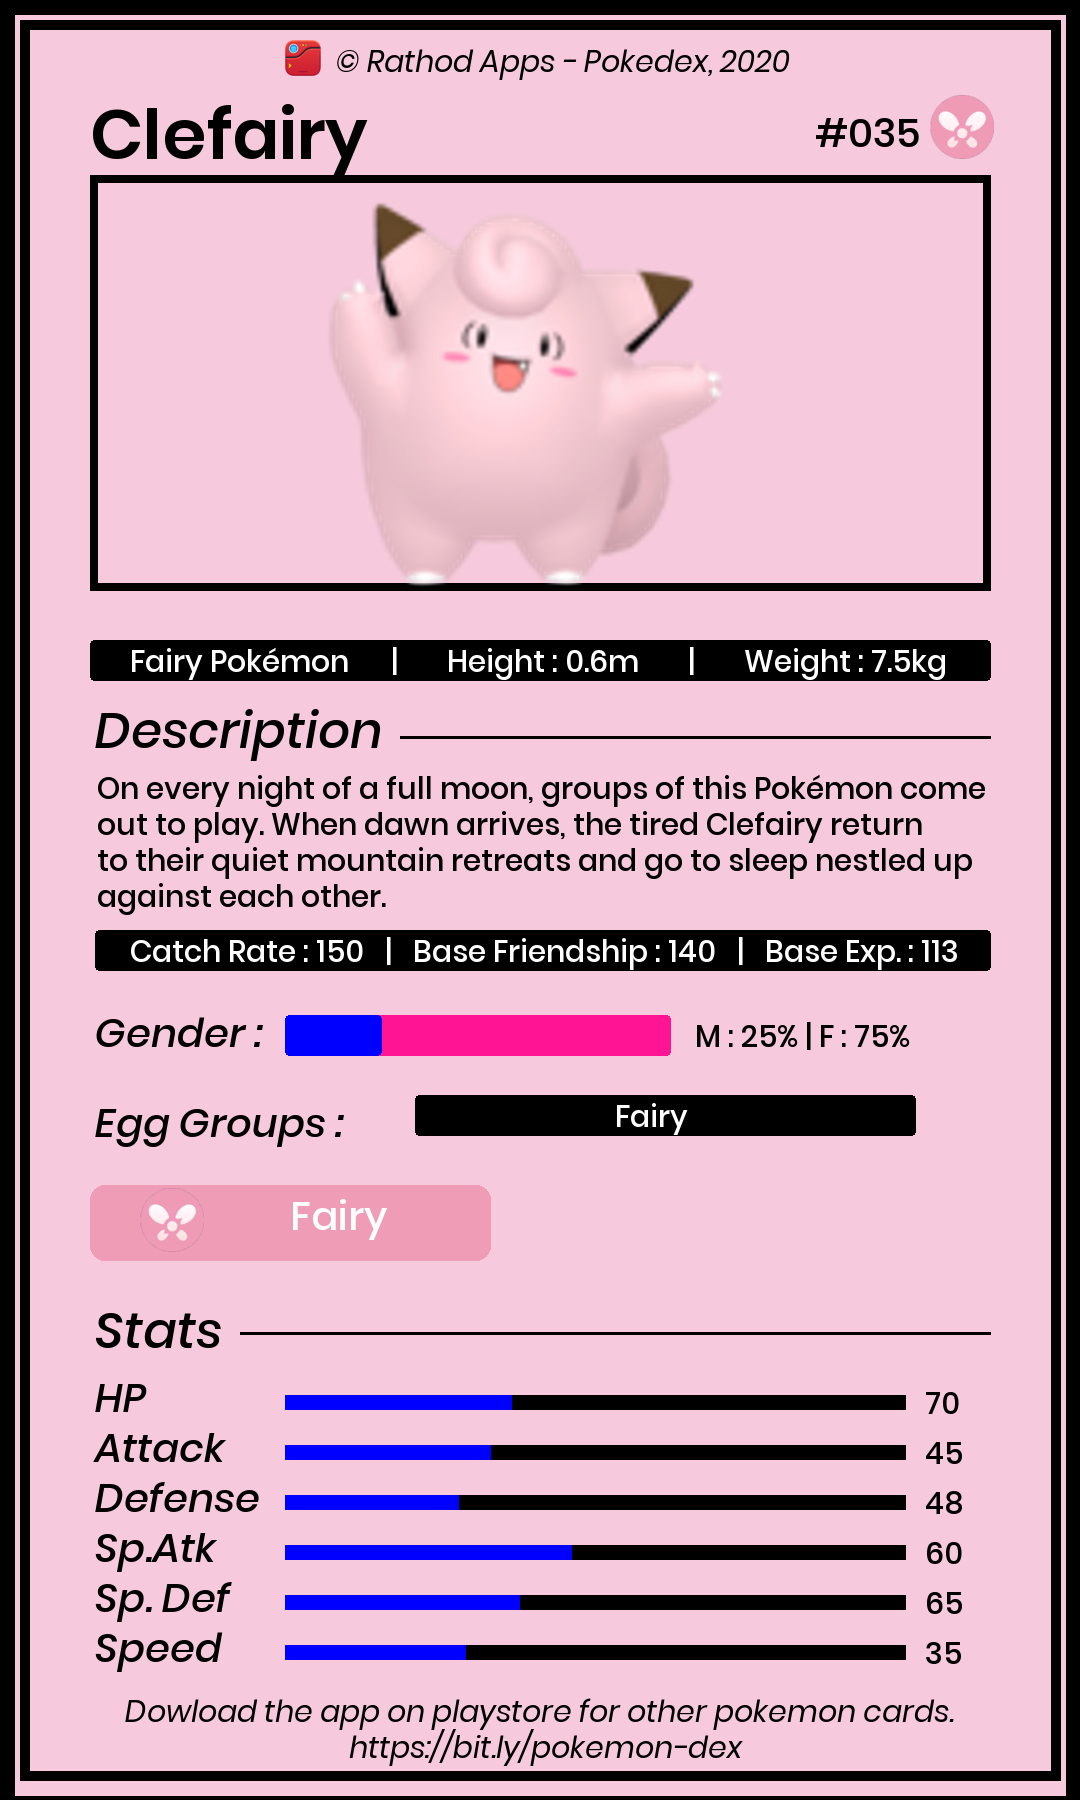 © Rathod Apps - Pokedex, 2020
Clefairy #035
Fairy Pokémon | Height : 0.6m | Weight : 7.5kg
Description
On every night of a full moon, groups of this Pokémon come
out to play. When dawn arrives, the tired Clefairy return
to their quiet mountain retreats and go to sleep nestled up
against each other.
Catch Rate : 150 | Base Friendship : 140 | Base Exp. : 113
Gender : M : 25% | F : 75%
Egg Groups : Fairy
Fairy
Stats
HP 70
Attack 45
Defense 48
Sp.Atk 60
Sp. Def 65
Speed 35
Dowload the app on playstore for other pokemon cards.
https://bit.ly/pokemon-dex